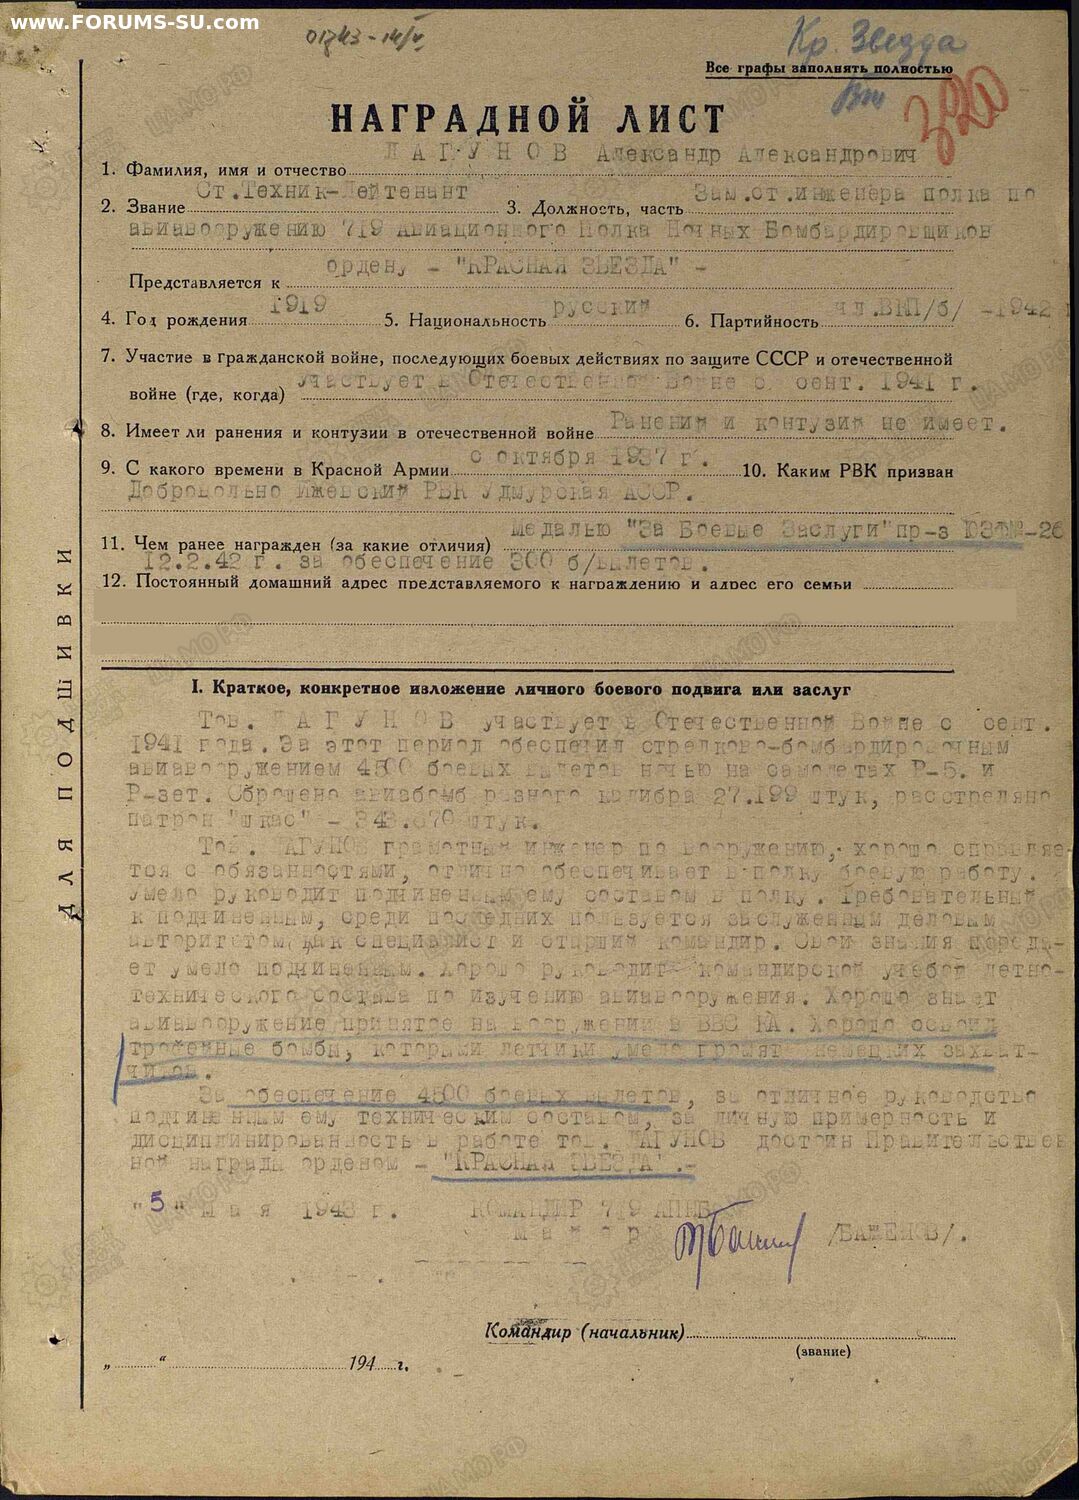 www.FORUMS-SU.com
Кр. Звезда
Все графы заполнять полностью
320
НАГРАДНОЙ ЛИСТ
1. Фамилия, имя и отчество ЛАГУНОВ Александр Александрович
2. Звание Ст.Техник-Лейтенант 3. Должность, часть Зам.ст.инженера полка по
авиавооружению 719 Авиационного Полка Ночных Бомбардировщиков
Представляется к ордену - "КРАСНАЯ ЗВЕЗДА" -
4. Год рождения 1919 5. Национальность русский 6. Партийность чл.ВКП/б/ -1942
7. Участие в гражданской войне, последующих боевых действиях по защите СССР и отечественной
войне (где, когда) участвует в Отечественной Войне с сент. 1941 г.
8. Имеет ли ранения и контузии в отечественной войне Ранений и контузий не имеет.
9. С какого времени в Красной Армии с октября 1937 г. 10. Каким РВК призван
Добровольно Ижевский РВК Удмурская АССР.
11. Чем ранее награжден (за какие отличия) медалью "За Боевые Заслуги" пр-з ЮЗФ№-26
12.2.42 г. за обеспечение 300 б/вылетов.
12. Постоянный домашний адрес представляемого к награждению и адрес его семьи
I. Краткое, конкретное изложение личного боевого подвига или заслуг
Тов. ЛАГУНОВ участвует в Отечественной Войне с сент.
1941 года. За этот период обеспечил стрелково-бомбардировочным
авиавооружением 4500 боевых вылетов ночью на самолетах Р-5. и
Р-зет. Сброшено авиабомб разного калибра 27.199 штук, расстреляно
патрон "шкас" - 343.670 штук.
Тов. ЛАГУНОВ грамотный инженер по вооружению, хорошо справляе-
тся с обязанностями, отлично обеспечивает в полку боевую работу.
Умело руководит подчиненным ему составом в полку. Требовательный
к подчиненным, среди последних пользуется заслуженным деловым
авторитетом, как специалист и старший командир. Свои знания переда-
ет умело подчиненным. Хорошо руководит командирской учебой летно-
технического состава по изучению авиавооружения. Хорошо знает
авиавооружение принятое на вооружении в ВВС КА. Хорошо освоил
трофейные бомбы, которыми летчики умело громят немецких захват-
чиков.
За обеспечение 4500 боевых вылетов, за отличное руководство
подчиненным ему техническим составом, за личную примерность и
дисциплинированность в работе тов. ЛАГУНОВ достоин Правительствен
ной награды орденом - "КРАСНАЯ ЗВЕЗДА".-
"5" Мая 1943 г. КОМАНДИР 719 АПНБ
майор /БАШЕНОВ/.
Командир (начальник)
(звание)
„ “ 194 г.
ДЛЯ ПОДШИВКИ